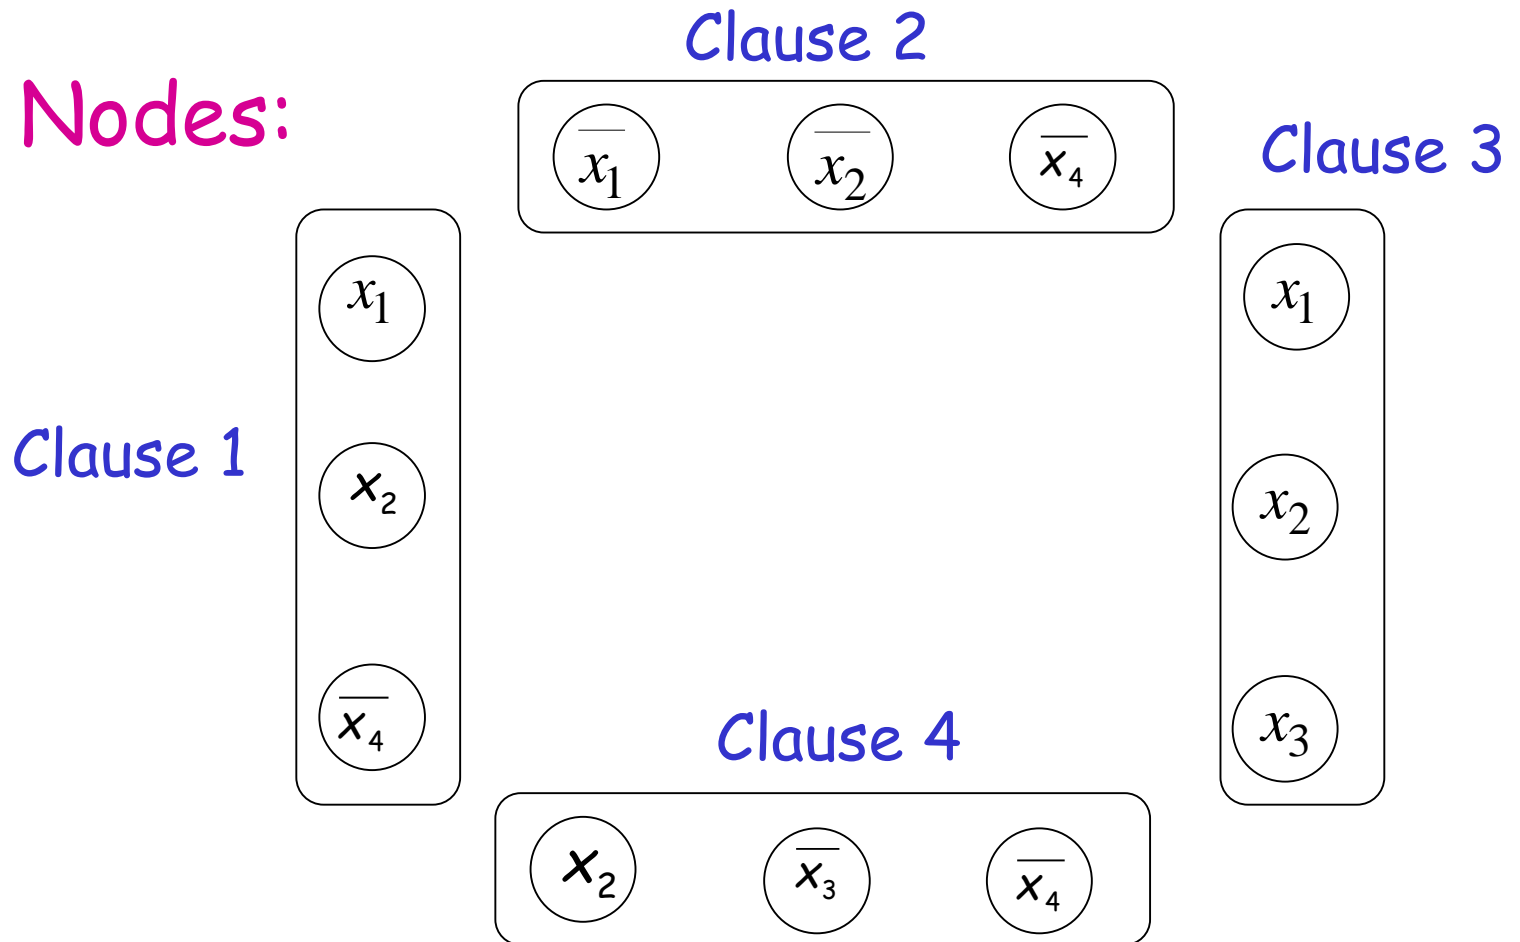 Nodes:
Clause 2
x̅₁ x̅₂ x̅₄
Clause 3
x₁
x₂
x₃
Clause 1
x₁
x₂
x̅₄
Clause 4
x₂ x̅₃ x̅₄